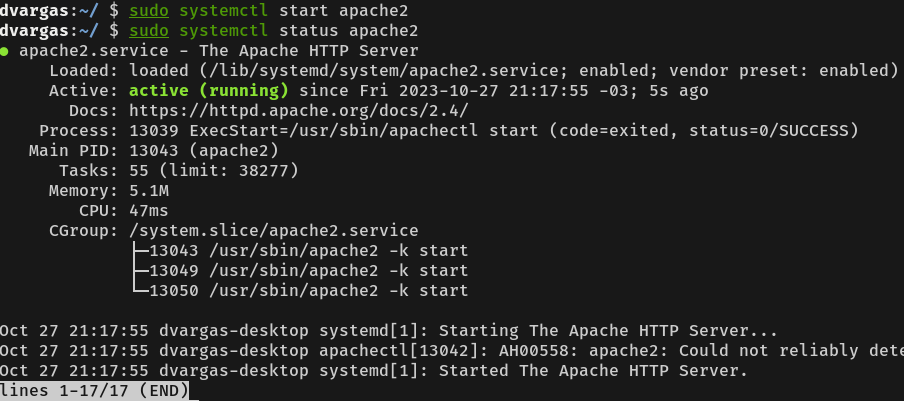 dvargas:~/ $ sudo systemctl start apache2
dvargas:~/ $ sudo systemctl status apache2
● apache2.service - The Apache HTTP Server
     Loaded: loaded (/lib/systemd/system/apache2.service; enabled; vendor preset: enabled)
     Active: active (running) since Fri 2023-10-27 21:17:55 -03; 5s ago
       Docs: https://httpd.apache.org/docs/2.4/
    Process: 13039 ExecStart=/usr/sbin/apachectl start (code=exited, status=0/SUCCESS)
   Main PID: 13043 (apache2)
      Tasks: 55 (limit: 38277)
     Memory: 5.1M
        CPU: 47ms
     CGroup: /system.slice/apache2.service
             ├─13043 /usr/sbin/apache2 -k start
             ├─13049 /usr/sbin/apache2 -k start
             └─13050 /usr/sbin/apache2 -k start

Oct 27 21:17:55 dvargas-desktop systemd[1]: Starting The Apache HTTP Server...
Oct 27 21:17:55 dvargas-desktop apachectl[13042]: AH00558: apache2: Could not reliably dete
Oct 27 21:17:55 dvargas-desktop systemd[1]: Started The Apache HTTP Server.
lines 1-17/17 (END)